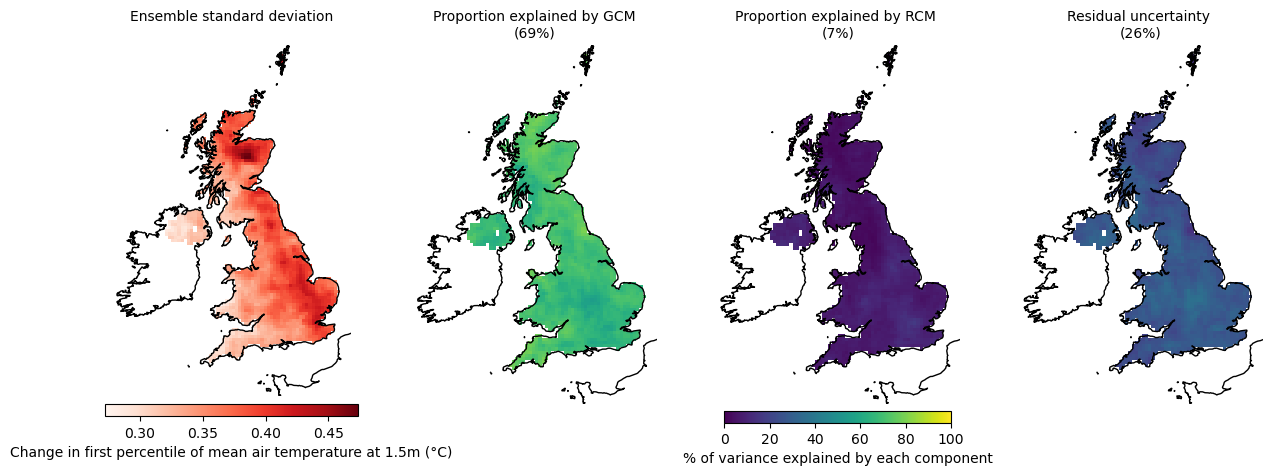 Ensemble standard deviation
Proportion explained by GCM
(69%)
Proportion explained by RCM
(7%)
Residual uncertainty
(26%)
0.30 0.35 0.40 0.45
Change in first percentile of mean air temperature at 1.5m (°C)
0 20 40 60 80 100
% of variance explained by each component